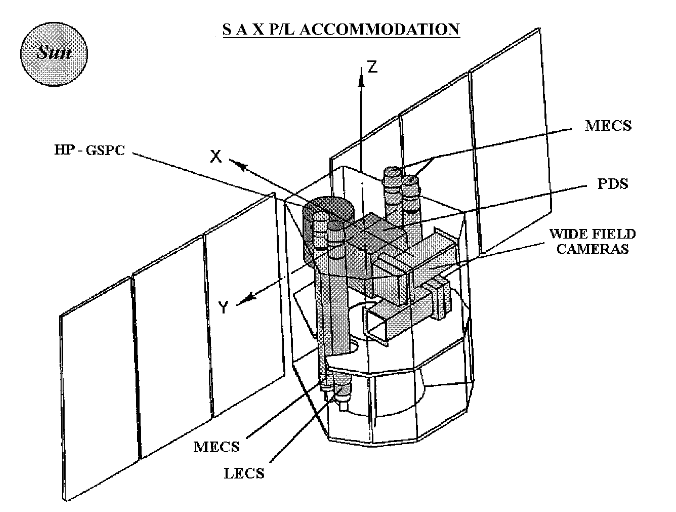 S A X P/L ACCOMMODATION
Sun
Z
MECS
HP - GSPC
X
PDS
WIDE FIELD
CAMERAS
Y
MECS
LECS